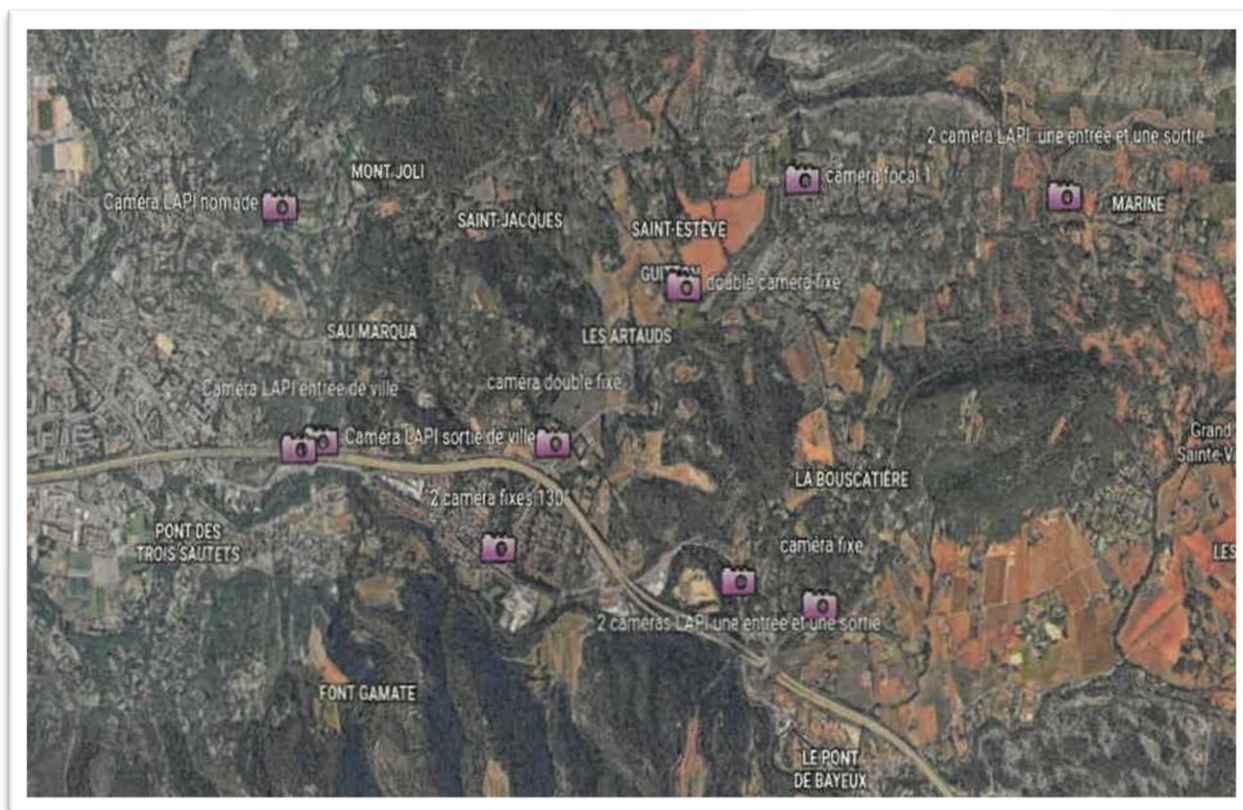 2 caméra LAPI une entrée et une sortie
MONT JOLI
caméra focal 1
Caméra LAPI nomade
MARINE
SAINT-JACQUES
SAINT-ESTÈVE
double caméra fixe
SAU MARQUA
LES ARTAUDS
Caméra LAPI entrée de ville
caméra double fixe
Grand
Sainte-V
Caméra LAPI sortie de ville
LA BOUSCATIÈRE
2 caméra fixes 130°
PONT DES
TROIS SAUTETS
caméra fixe
LES
2 caméras LAPI une entrée et une sortie
FONT GAMATE
LE PONT
DE BAYEUX